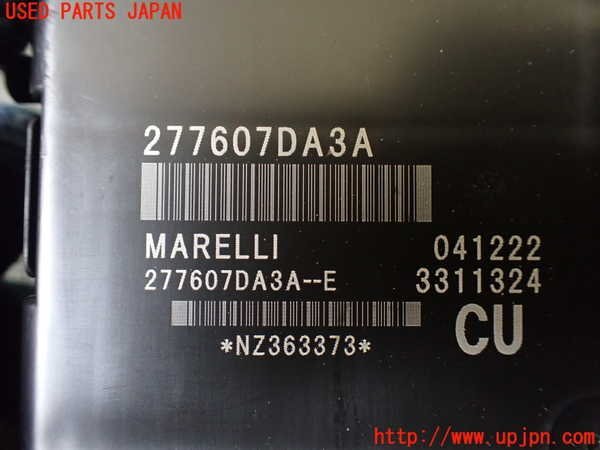 USED PARTS JAPAN
277607DA3A
MARELLI 041222
277607DA3A--E 3311324
CU
*NZ363373*
http://www.upjpn.com/